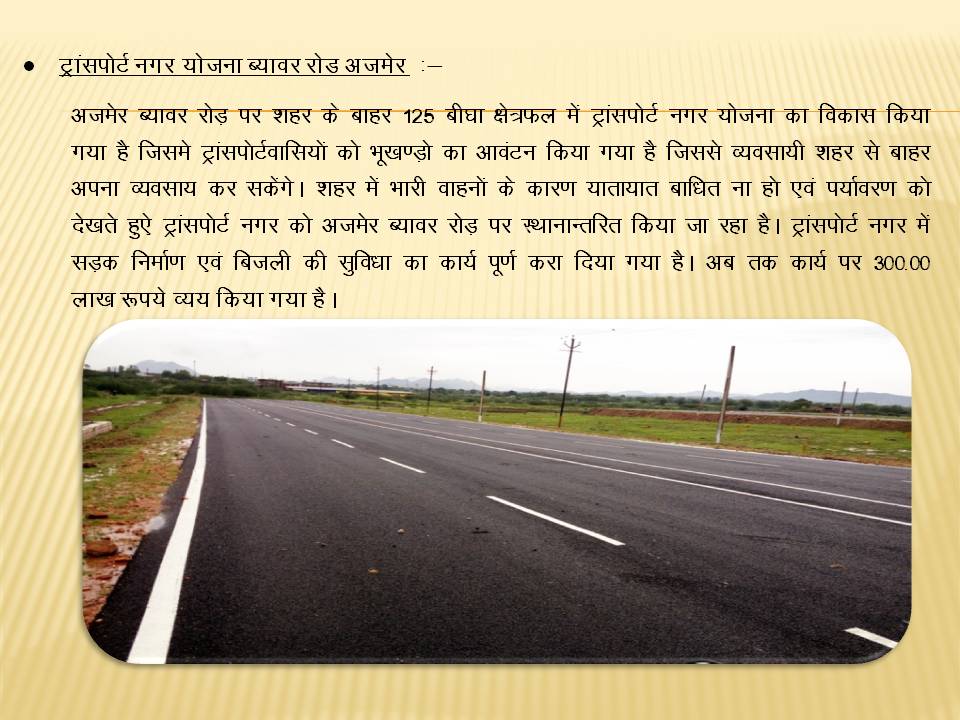 ● ट्रांसपोर्ट नगर योजना ब्यावर रोड अजमेर :–
अजमेर ब्यावर रोड़ पर शहर के बाहर 125 बीघा क्षेत्रफल में ट्रांसपोर्ट नगर योजना का विकास किया
गया है जिसमे ट्रांसपोर्टवासियों को भूखण्ड़ो का आवंटन किया गया है जिससे व्यवसायी शहर से बाहर
अपना व्यवसाय कर सकेंगे। शहर में भारी वाहनों के कारण यातायात बाधित ना हो एवं पर्यावरण को
देखते हुऐ ट्रांसपोर्ट नगर को अजमेर ब्यावर रोड़ पर स्थानान्तरित किया जा रहा है। ट्रांसपोर्ट नगर में
सड़क निर्माण एवं बिजली की सुविधा का कार्य पूर्ण करा दिया गया है। अब तक कार्य पर 300.00
लाख रूपये व्यय किया गया है।